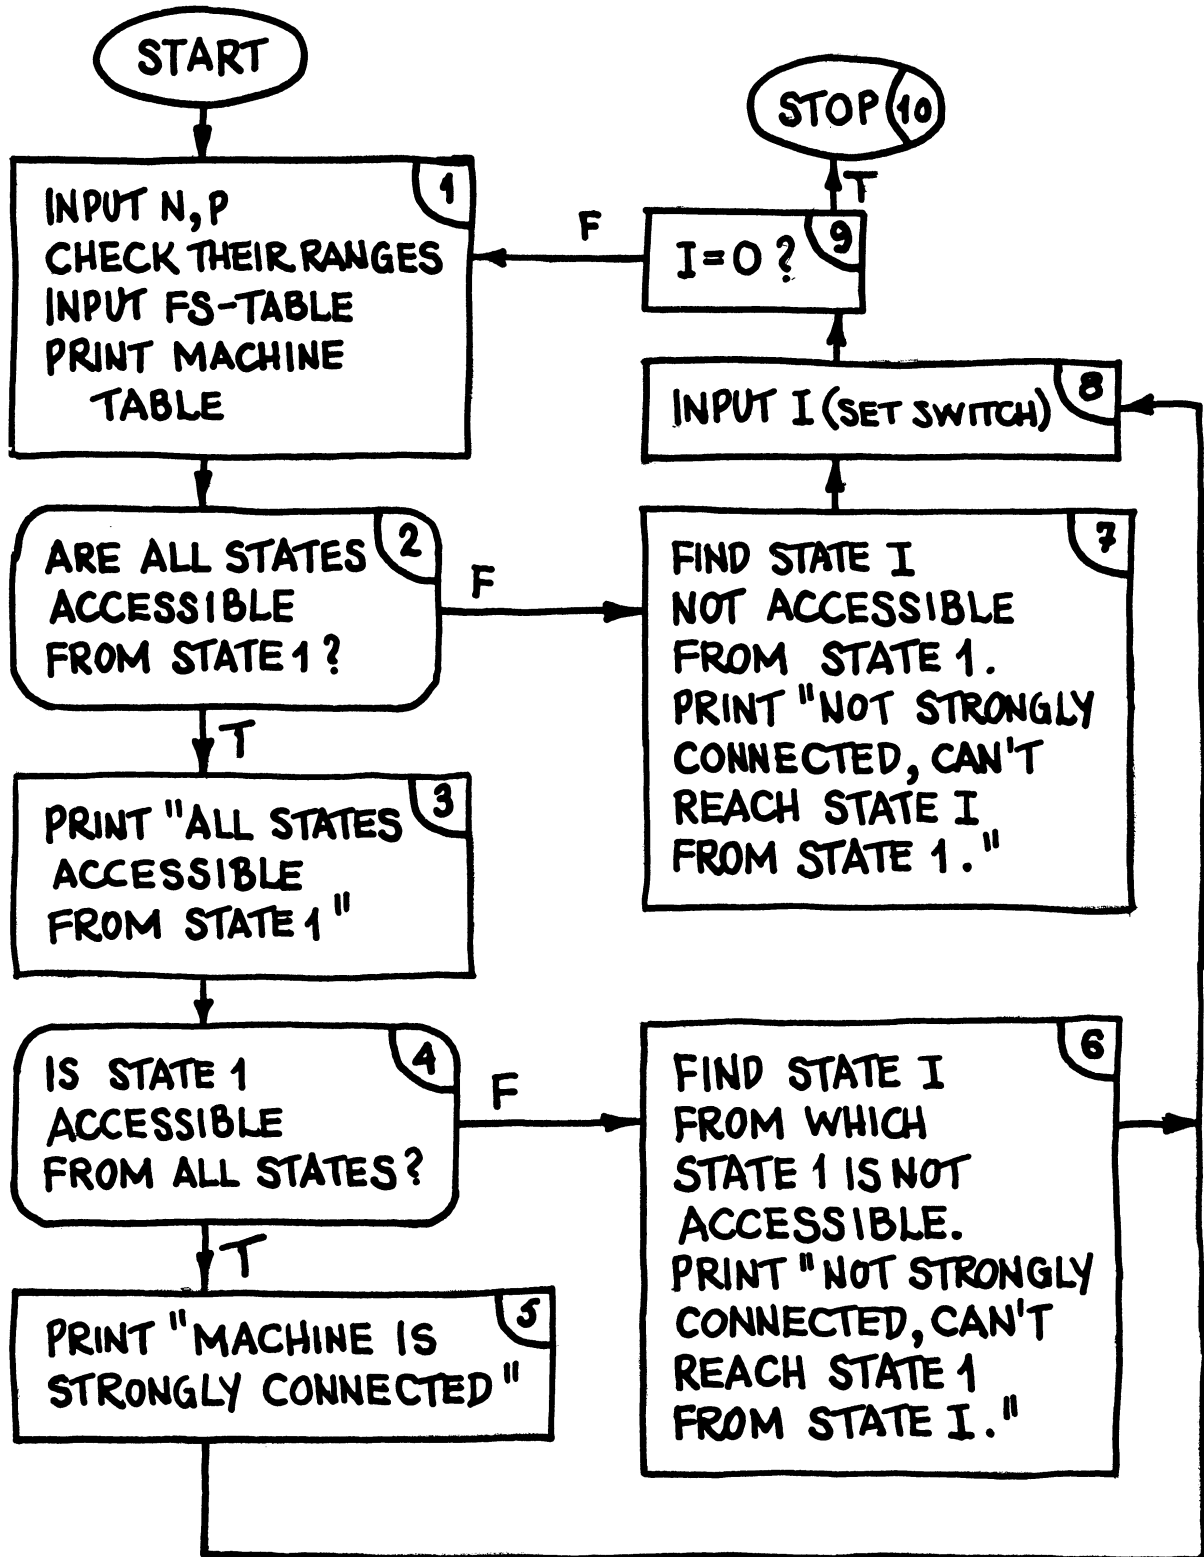 START
1
INPUT N, P
CHECK THEIR RANGES
INPUT FS-TABLE
PRINT MACHINE
TABLE
2
ARE ALL STATES
ACCESSIBLE
FROM STATE 1?
F
T
3
PRINT "ALL STATES
ACCESSIBLE
FROM STATE 1"
4
IS STATE 1
ACCESSIBLE
FROM ALL STATES?
F
T
5
PRINT "MACHINE IS
STRONGLY CONNECTED"
6
FIND STATE I
FROM WHICH
STATE 1 IS NOT
ACCESSIBLE.
PRINT "NOT STRONGLY
CONNECTED, CAN'T
REACH STATE 1
FROM STATE I."
7
FIND STATE I
NOT ACCESSIBLE
FROM STATE 1.
PRINT "NOT STRONGLY
CONNECTED, CAN'T
REACH STATE I
FROM STATE 1."
8
INPUT I (SET SWITCH)
9
I=0?
F
T
STOP 10